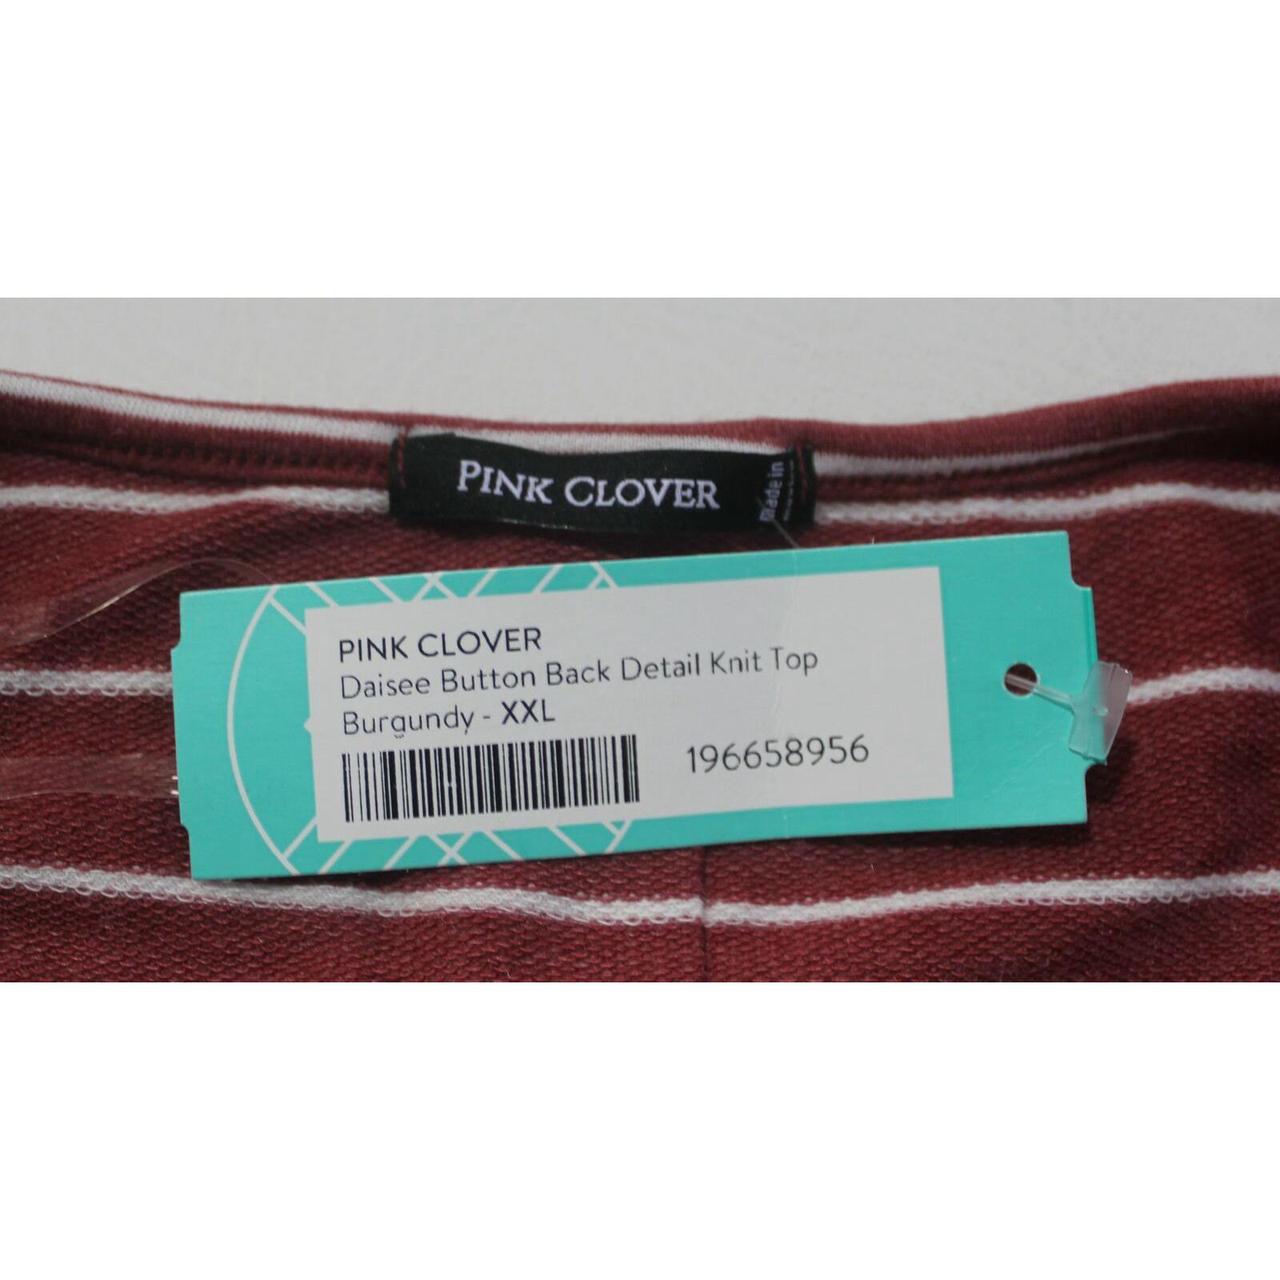 PINK CLOVER
Made in
PINK CLOVER
Daisee Button Back Detail Knit Top
Burgundy - XXL
196658956